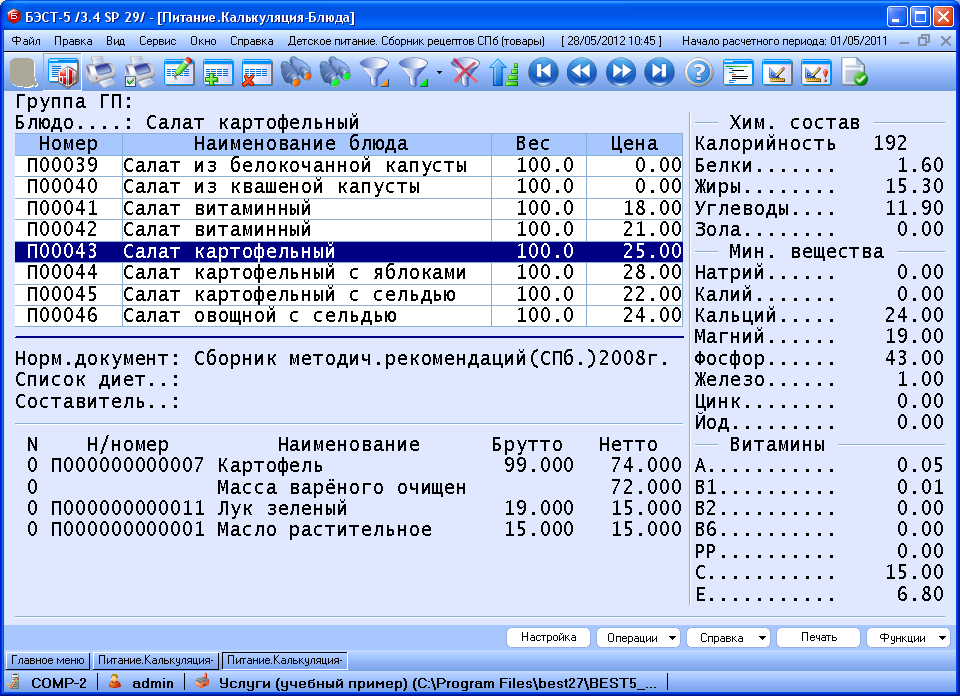 БЭСТ-5 /3.4 SP 29/ - [Питание.Калькуляция-Блюда]
Файл Правка Вид Сервис Окно Справка Детское питание. Сборник рецептов СПб (товары) [ 28/05/2012 10:45 ] Начало расчетного периода: 01/05/2011
Группа ГП:
Блюдо....: Салат картофельный
Номер Наименование блюда Вес Цена
П00039 Салат из белокочанной капусты 100.0 0.00
П00040 Салат из квашеной капусты 100.0 0.00
П00041 Салат витаминный 100.0 18.00
П00042 Салат витаминный 100.0 21.00
П00043 Салат картофельный 100.0 25.00
П00044 Салат картофельный с яблоками 100.0 28.00
П00045 Салат картофельный с сельдью 100.0 22.00
П00046 Салат овощной с сельдью 100.0 24.00
Норм.документ: Сборник методич.рекомендаций(СПб.)2008г.
Список диет..:
Составитель..:
N Н/номер Наименование Брутто Нетто
0 П000000000007 Картофель 99.000 74.000
0 Масса варёного очищен 72.000
0 П000000000011 Лук зеленый 19.000 15.000
0 П000000000001 Масло растительное 15.000 15.000
Хим. состав
Калорийность 192
Белки....... 1.60
Жиры........ 15.30
Углеводы.... 11.90
Зола........ 0.00
Мин. вещества
Натрий...... 0.00
Калий....... 0.00
Кальций..... 24.00
Магний...... 19.00
Фосфор...... 43.00
Железо...... 1.00
Цинк........ 0.00
Йод......... 0.00
Витамины
А........... 0.05
В1.......... 0.01
В2.......... 0.00
В6.......... 0.00
РР.......... 0.00
С........... 15.00
Е........... 6.80
Настройка Операции Справка Печать Функции
Главное меню Питание.Калькуляция- Питание.Калькуляция-
COMP-2 admin Услуги (учебный пример) (C:\Program Files\best27\BEST5_...